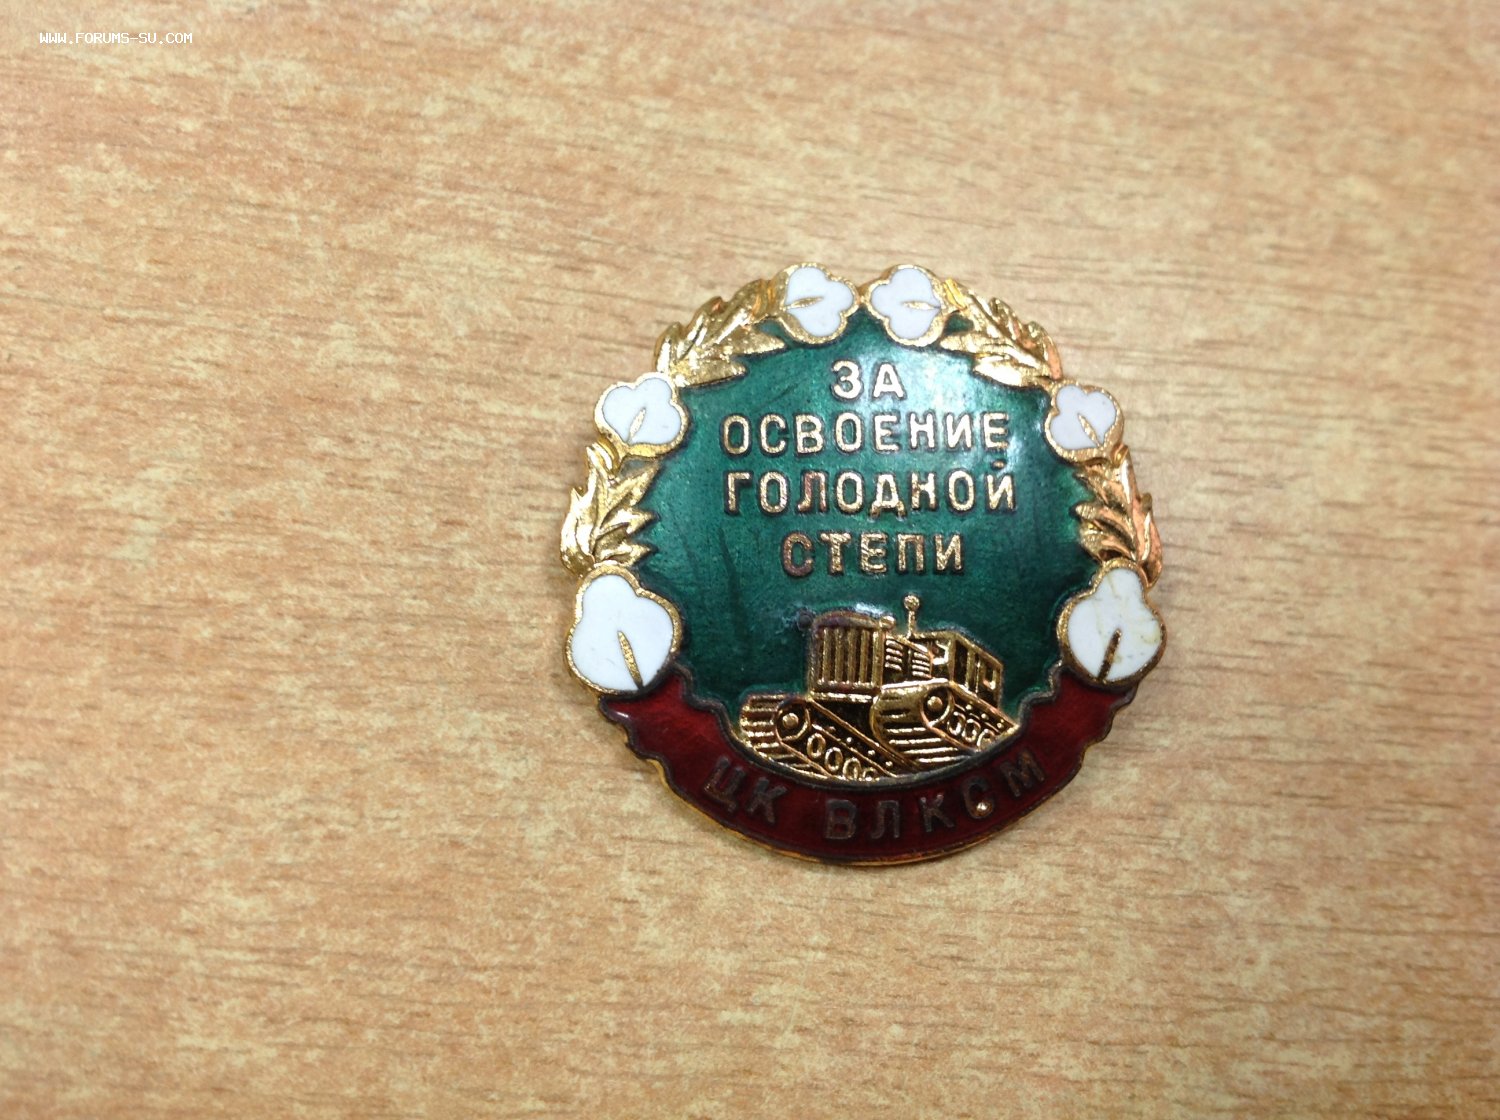 WWW.FORUMS-SU.COM
ЗА
ОСВОЕНИЕ
ГОЛОДНОЙ
СТЕПИ
ЦК ВЛКСМ